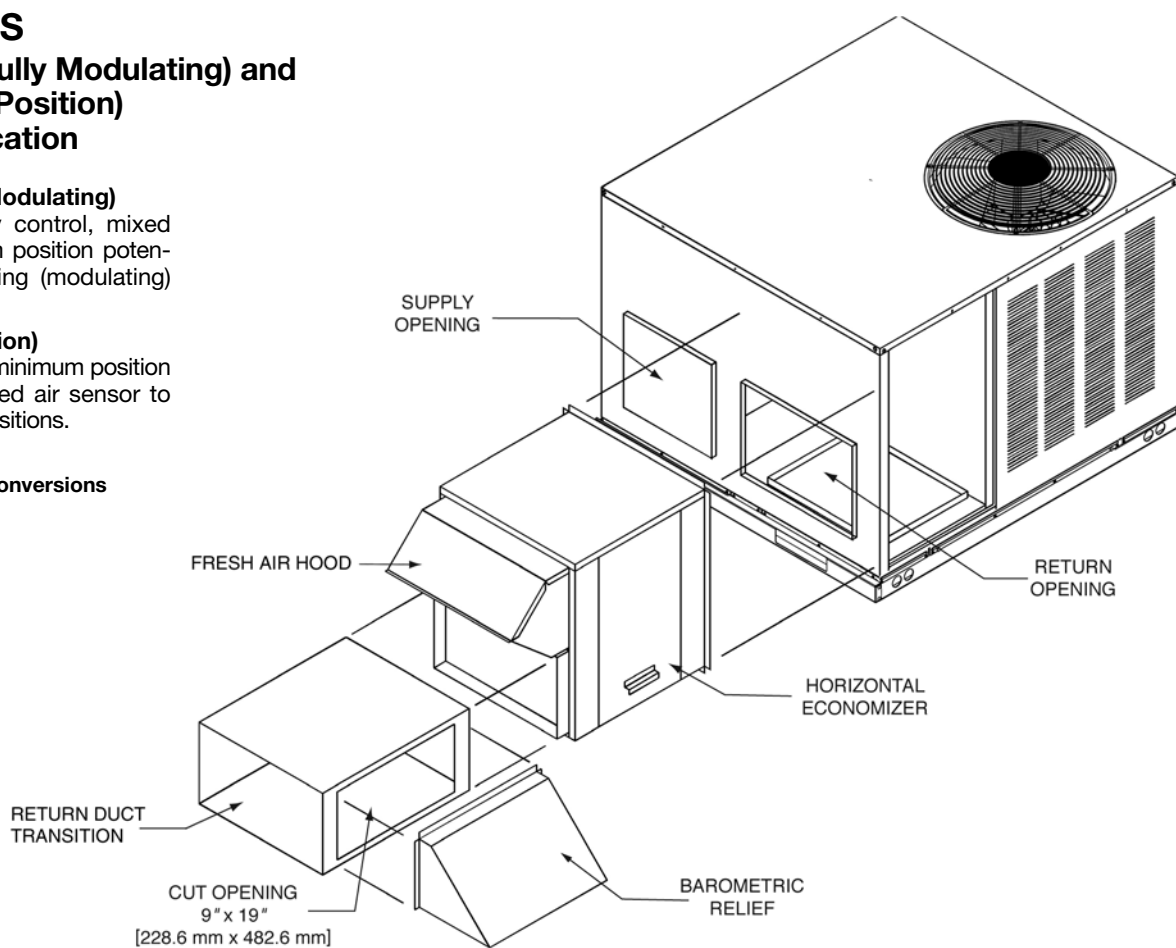 S
ully Modulating) and
Position)
cation
Modulating)
y control, mixed
n position poten-
ing (modulating)
tion)
minimum position
ed air sensor to
sitions.
onversions
SUPPLY
OPENING
FRESH AIR HOOD
RETURN
OPENING
HORIZONTAL
ECONOMIZER
RETURN DUCT
TRANSITION
CUT OPENING
9" x 19"
[228.6 mm x 482.6 mm]
BAROMETRIC
RELIEF